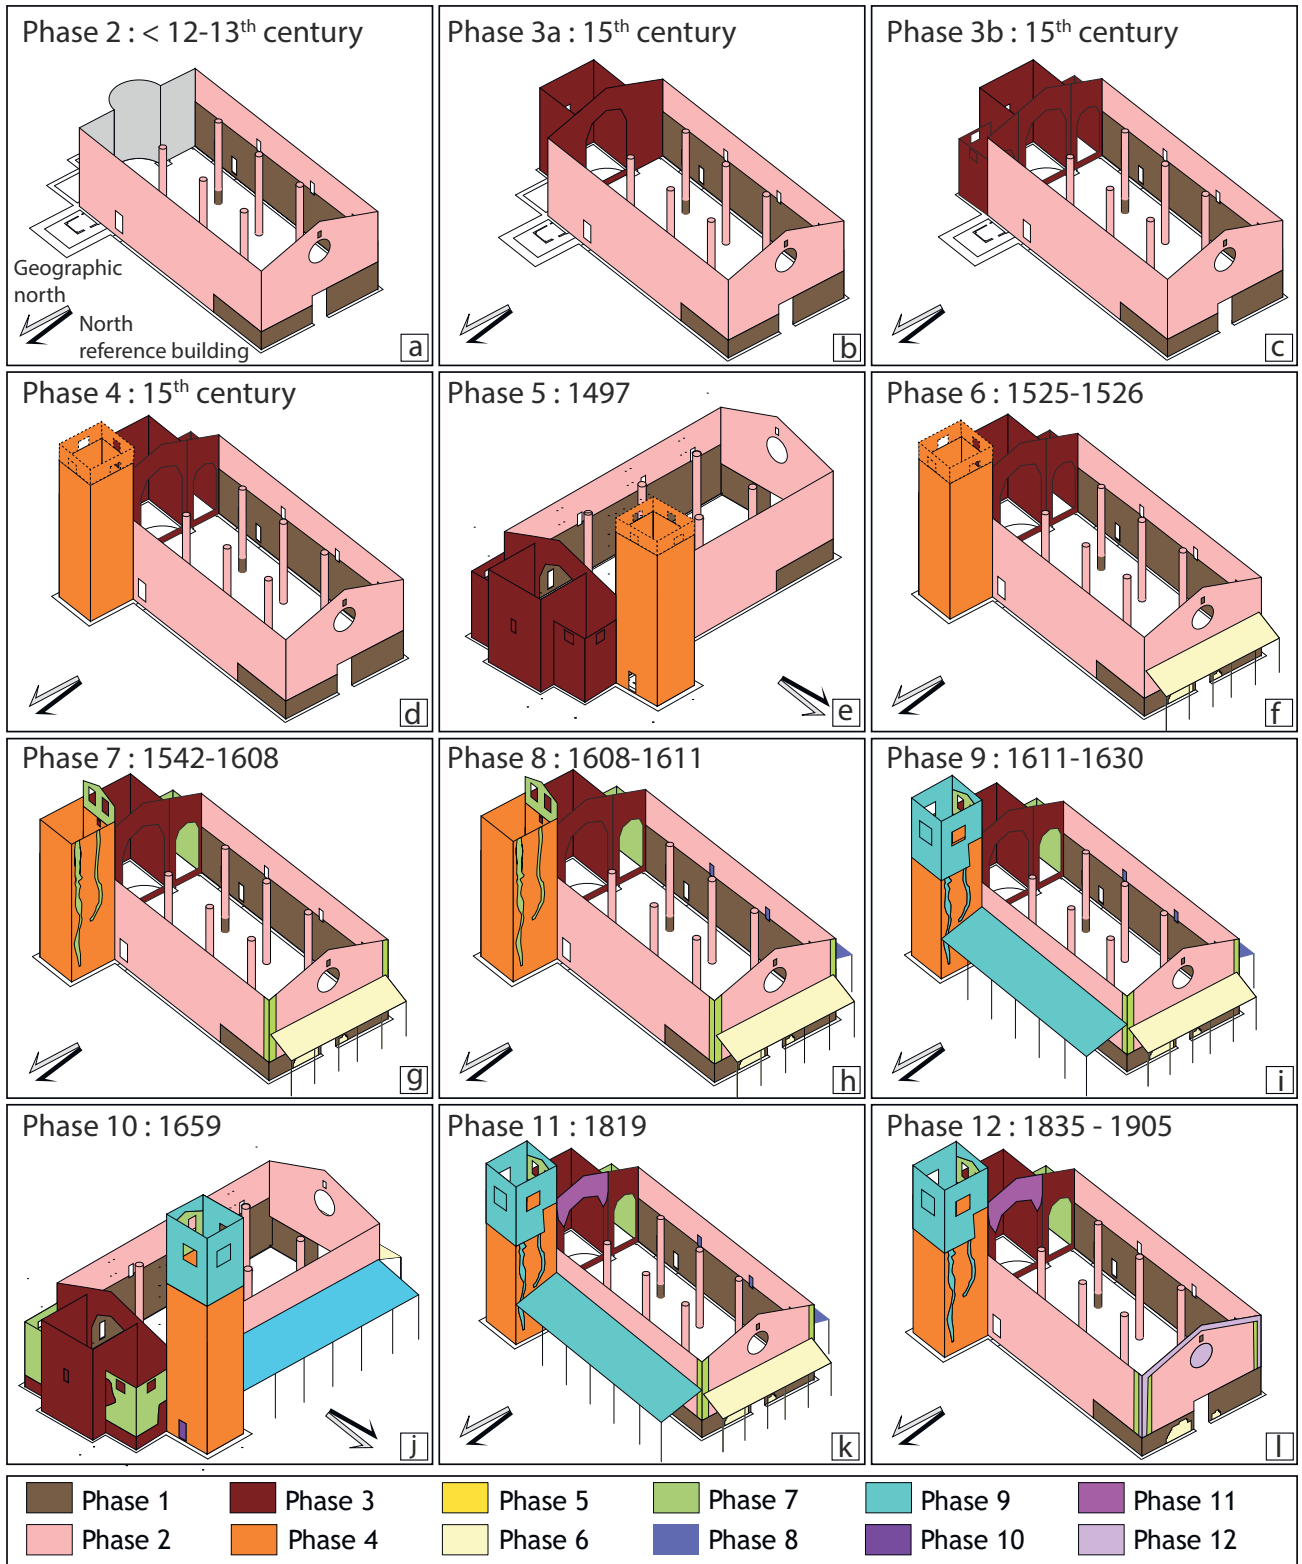 Phase 2 : < 12-13th century
Geographic
north
North
reference building
a
Phase 3a : 15th century
b
Phase 3b : 15th century
c
Phase 4 : 15th century
d
Phase 5 : 1497
e
Phase 6 : 1525-1526
f
Phase 7 : 1542-1608
g
Phase 8 : 1608-1611
h
Phase 9 : 1611-1630
i
Phase 10 : 1659
j
Phase 11 : 1819
k
Phase 12 : 1835 - 1905
l
Phase 1
Phase 3
Phase 5
Phase 7
Phase 9
Phase 11
Phase 2
Phase 4
Phase 6
Phase 8
Phase 10
Phase 12